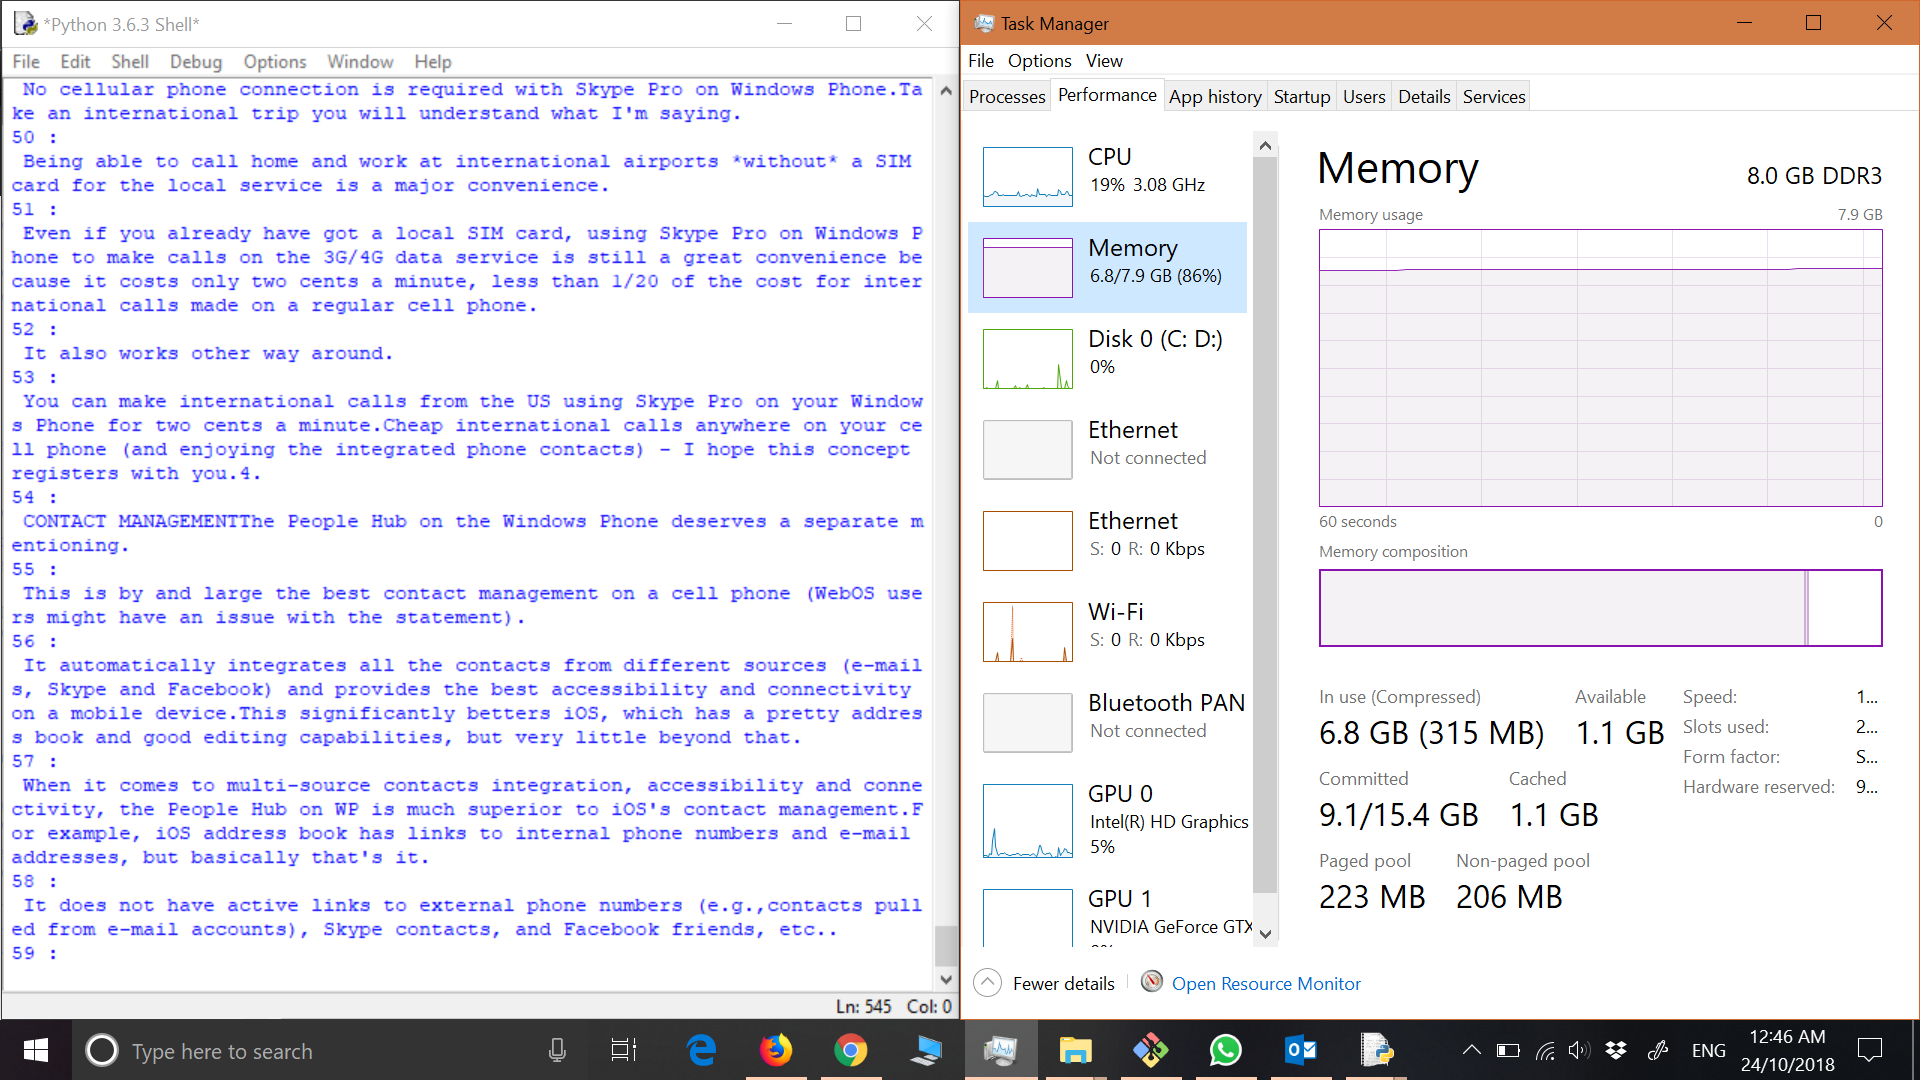 *Python 3.6.3 Shell*
File Edit Shell Debug Options Window Help
No cellular phone connection is required with Skype Pro on Windows Phone.Ta
ke an international trip you will understand what I'm saying.
50 :
Being able to call home and work at international airports *without* a SIM
card for the local service is a major convenience.
51 :
Even if you already have got a local SIM card, using Skype Pro on Windows P
hone to make calls on the 3G/4G data service is still a great convenience be
cause it costs only two cents a minute, less than 1/20 of the cost for inter
national calls made on a regular cell phone.
52 :
It also works other way around.
53 :
You can make international calls from the US using Skype Pro on your Window
s Phone for two cents a minute.Cheap international calls anywhere on your ce
ll phone (and enjoying the integrated phone contacts) - I hope this concept
registers with you.4.
54 :
CONTACT MANAGEMENTThe People Hub on the Windows Phone deserves a separate m
entioning.
55 :
This is by and large the best contact management on a cell phone (WebOS use
rs might have an issue with the statement).
56 :
It automatically integrates all the contacts from different sources (e-mail
s, Skype and Facebook) and provides the best accessibility and connectivity
on a mobile device.This significantly betters iOS, which has a pretty addres
s book and good editing capabilities, but very little beyond that.
57 :
When it comes to multi-source contacts integration, accessibility and conne
ctivity, the People Hub on WP is much superior to iOS's contact management.F
or example, iOS address book has links to internal phone numbers and e-mail
addresses, but basically that's it.
58 :
It does not have active links to external phone numbers (e.g.,contacts pull
ed from e-mail accounts), Skype contacts, and Facebook friends, etc..
59 :
Ln: 545 Col: 0
Task Manager
File Options View
Processes Performance App history Startup Users Details Services
CPU
19% 3.08 GHz
Memory
6.8/7.9 GB (86%)
Disk 0 (C: D:)
0%
Ethernet
Not connected
Ethernet
S: 0 R: 0 Kbps
Wi-Fi
S: 0 R: 0 Kbps
Bluetooth PAN
Not connected
GPU 0
Intel(R) HD Graphics
5%
GPU 1
NVIDIA GeForce GTX
Memory 8.0 GB DDR3
Memory usage 7.9 GB
60 seconds 0
Memory composition
In use (Compressed) Available
6.8 GB (315 MB) 1.1 GB
Committed Cached
9.1/15.4 GB 1.1 GB
Paged pool Non-paged pool
223 MB 206 MB
Speed: 1...
Slots used: 2...
Form factor: S...
Hardware reserved: 9...
Fewer details Open Resource Monitor
Type here to search
ENG
12:46 AM
24/10/2018